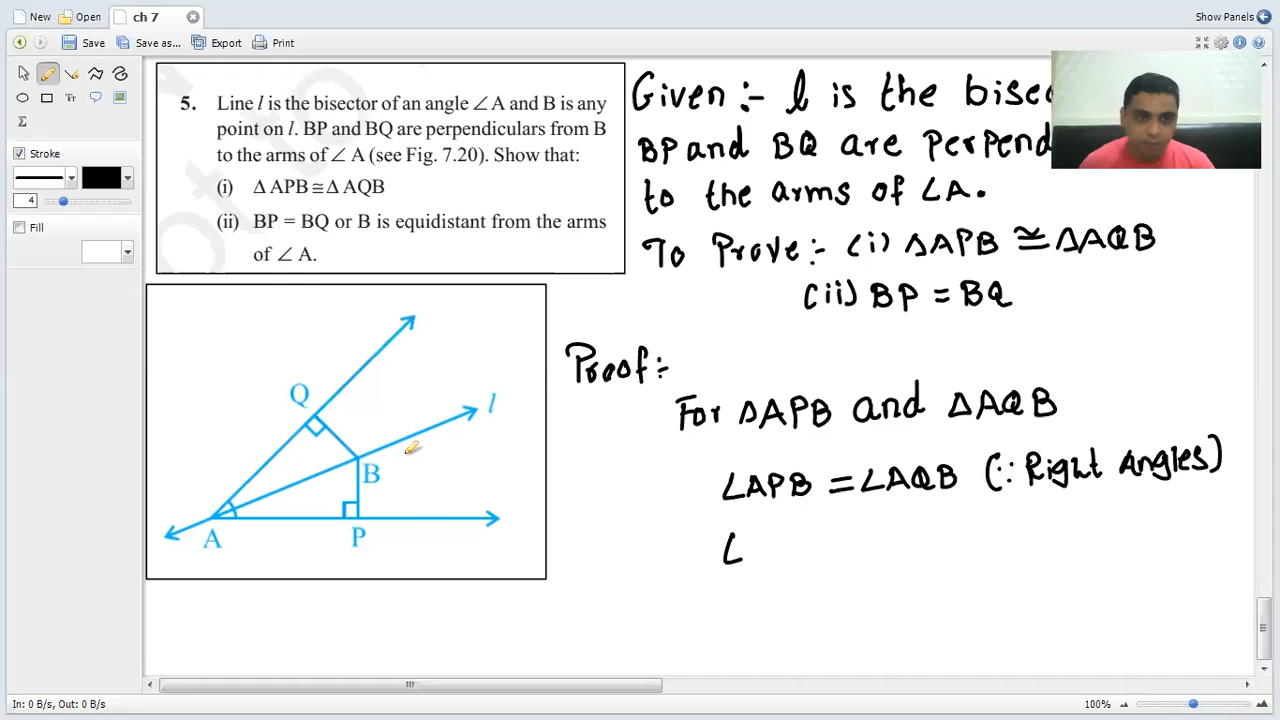 New Open ch 7 Show Panels
Save Save as... Export Print
Stroke
4
Fill
5. Line l is the bisector of an angle ∠ A and B is any
point on l. BP and BQ are perpendiculars from B
to the arms of ∠ A (see Fig. 7.20). Show that:
(i) Δ APB ≅ Δ AQB
(ii) BP = BQ or B is equidistant from the arms
of ∠ A.
Q
l
B
A
P
Given :- l is the
BP and BQ are
to the arms of ∠A.
To Prove :- (i) ΔAPB ≅ ΔAQB
(ii) BP = BQ
Proof :-
For ΔAPB and ΔAQB
∠APB = ∠AQB (∵ Right Angles)
∠
In: 0 B/s, Out: 0 B/s 100%